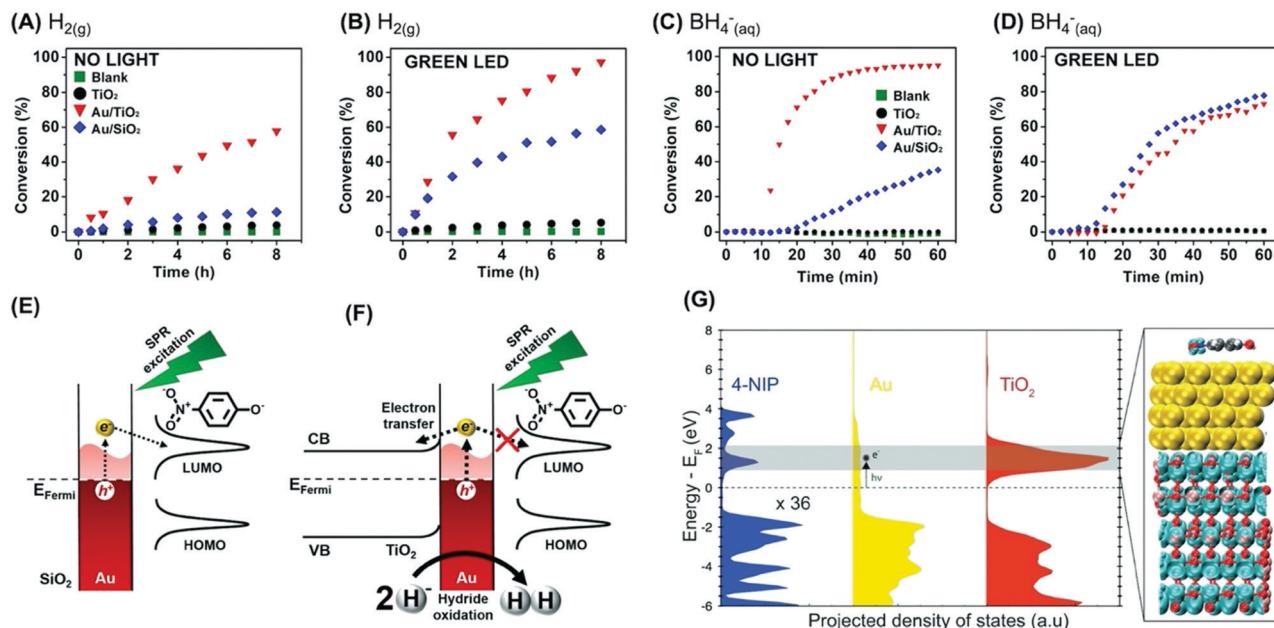 (A) H2(g)
NO LIGHT
Blank
TiO2
Au/TiO2
Au/SiO2
Conversion (%)
100
80
60
40
20
0
0 2 4 6 8
Time (h)
(B) H2(g)
GREEN LED
Conversion (%)
100
80
60
40
20
0
0 2 4 6 8
Time (h)
(C) BH4-(aq)
NO LIGHT
Blank
TiO2
Au/TiO2
Au/SiO2
Conversion (%)
100
80
60
40
20
0
0 10 20 30 40 50 60
Time (min)
(D) BH4-(aq)
GREEN LED
Conversion (%)
100
80
60
40
20
0
0 10 20 30 40 50 60
Time (min)
(E)
SPR
excitation
-O
N+
O
O-
e-
LUMO
EFermi
h+
HOMO
SiO2
Au
(F)
SPR
excitation
-O
N+
O
O-
Electron
transfer
e-
CB
LUMO
EFermi
h+
HOMO
VB
TiO2
Au
2 H-
Hydride
oxidation
H H
(G)
Energy - EF (eV)
8
6
4
2
0
-2
-4
-6
4-NIP
Au
TiO2
e-
hν
x 36
Projected density of states (a.u)